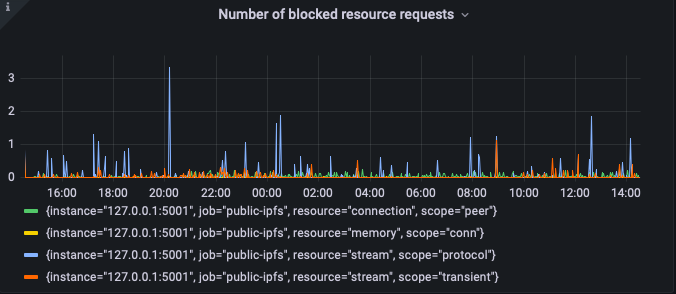 i
Number of blocked resource requests
3
2
1
0
16:00 18:00 20:00 22:00 00:00 02:00 04:00 06:00 08:00 10:00 12:00 14:00
{instance="127.0.0.1:5001", job="public-ipfs", resource="connection", scope="peer"}
{instance="127.0.0.1:5001", job="public-ipfs", resource="memory", scope="conn"}
{instance="127.0.0.1:5001", job="public-ipfs", resource="stream", scope="protocol"}
{instance="127.0.0.1:5001", job="public-ipfs", resource="stream", scope="transient"}